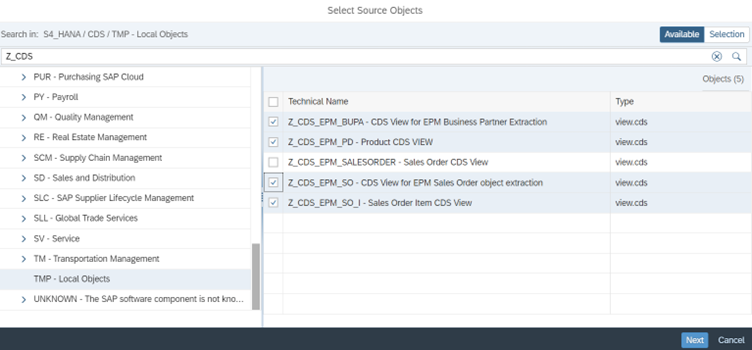 Select Source Objects
Search in: S4_HANA / CDS / TMP - Local Objects
Available Selection
Z_CDS
PUR - Purchasing SAP Cloud
PY - Payroll
QM - Quality Management
RE - Real Estate Management
SCM - Supply Chain Management
SD - Sales and Distribution
SLC - SAP Supplier Lifecycle Management
SLL - Global Trade Services
SV - Service
TM - Transportation Management
TMP - Local Objects
UNKNOWN - The SAP software component is not kno...
Objects (5)
Technical Name Type
Z_CDS_EPM_BUPA - CDS View for EPM Business Partner Extraction view.cds
Z_CDS_EPM_PD - Product CDS VIEW view.cds
Z_CDS_EPM_SALESORDER - Sales Order CDS View view.cds
Z_CDS_EPM_SO - CDS View for EPM Sales Order object extraction view.cds
Z_CDS_EPM_SO_I - Sales Order Item CDS View view.cds
Next Cancel